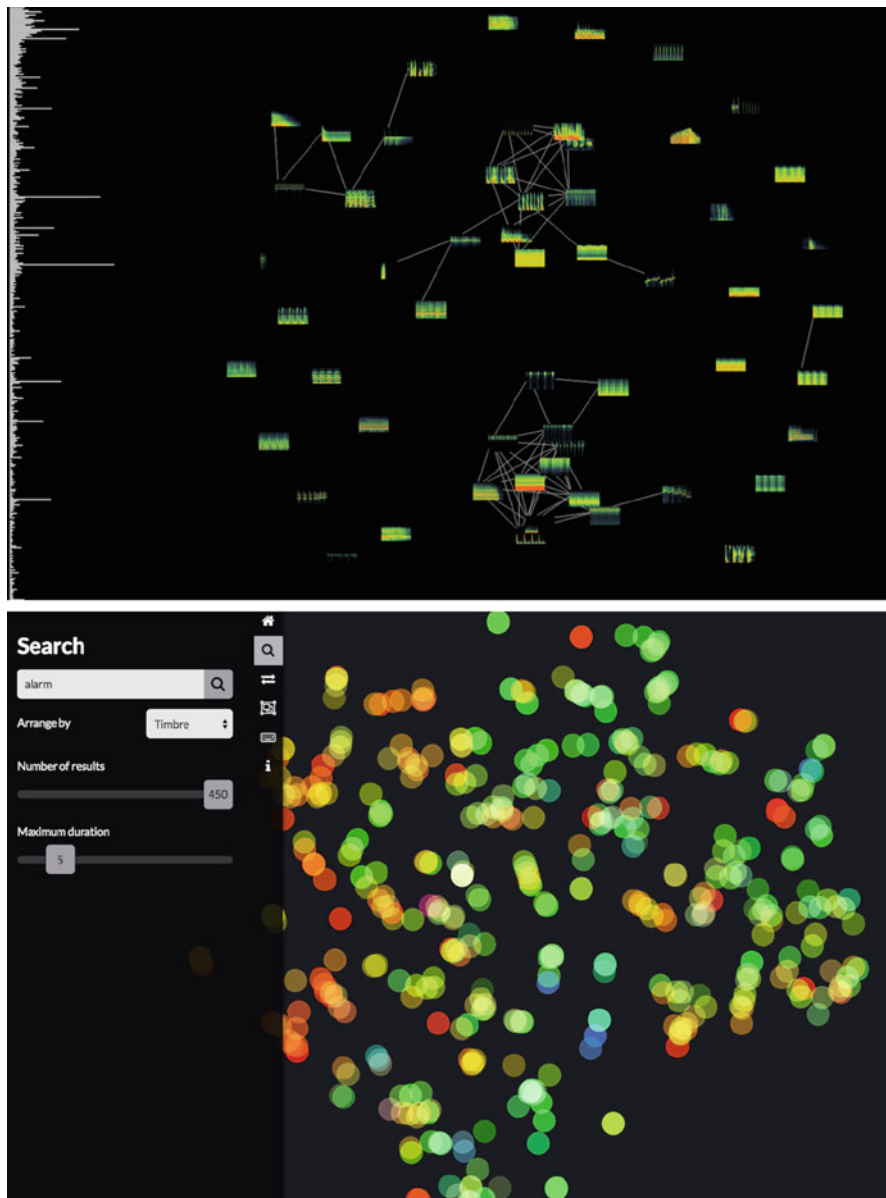 Search
alarm
Arrange by
Timbre
Number of results
450
Maximum duration
5